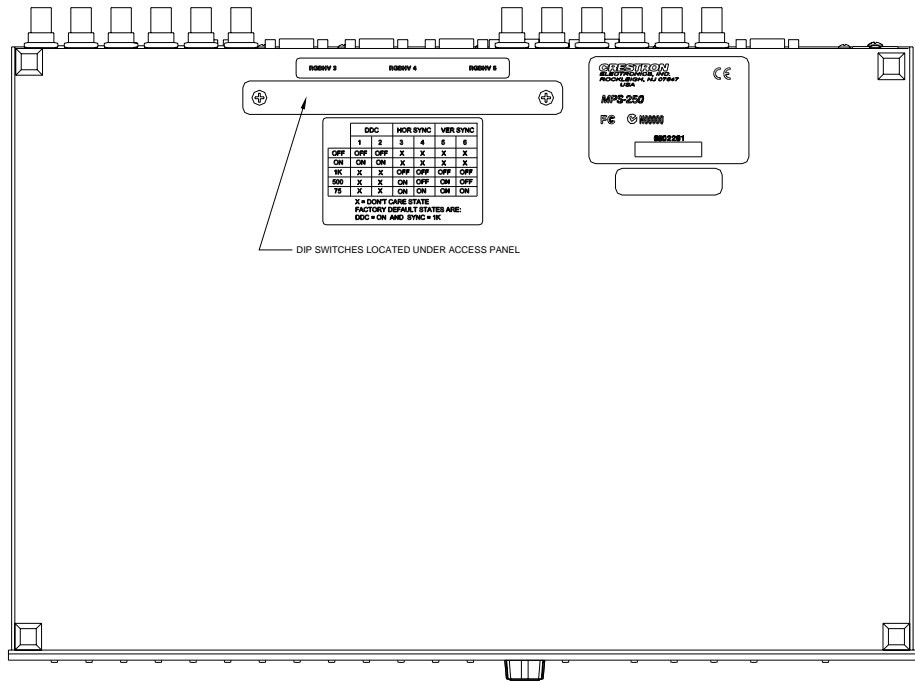 RGBHV 3 RGBHV 4 RGBHV 5
CRESTRON
ELECTRONICS, INC.
ROCKLEIGH, NJ 07647
USA
CE
MPS-250
FC N00000
6502261
DDC HOR SYNC VER SYNC
1 2 3 4 5 6
OFF OFF OFF X X X X
ON ON ON X X X X
1K X X OFF OFF OFF OFF
500 X X ON OFF ON OFF
75 X X ON ON ON ON
X = DON'T CARE STATE
FACTORY DEFAULT STATES ARE:
DDC = ON AND SYNC = 1K
DIP SWITCHES LOCATED UNDER ACCESS PANEL